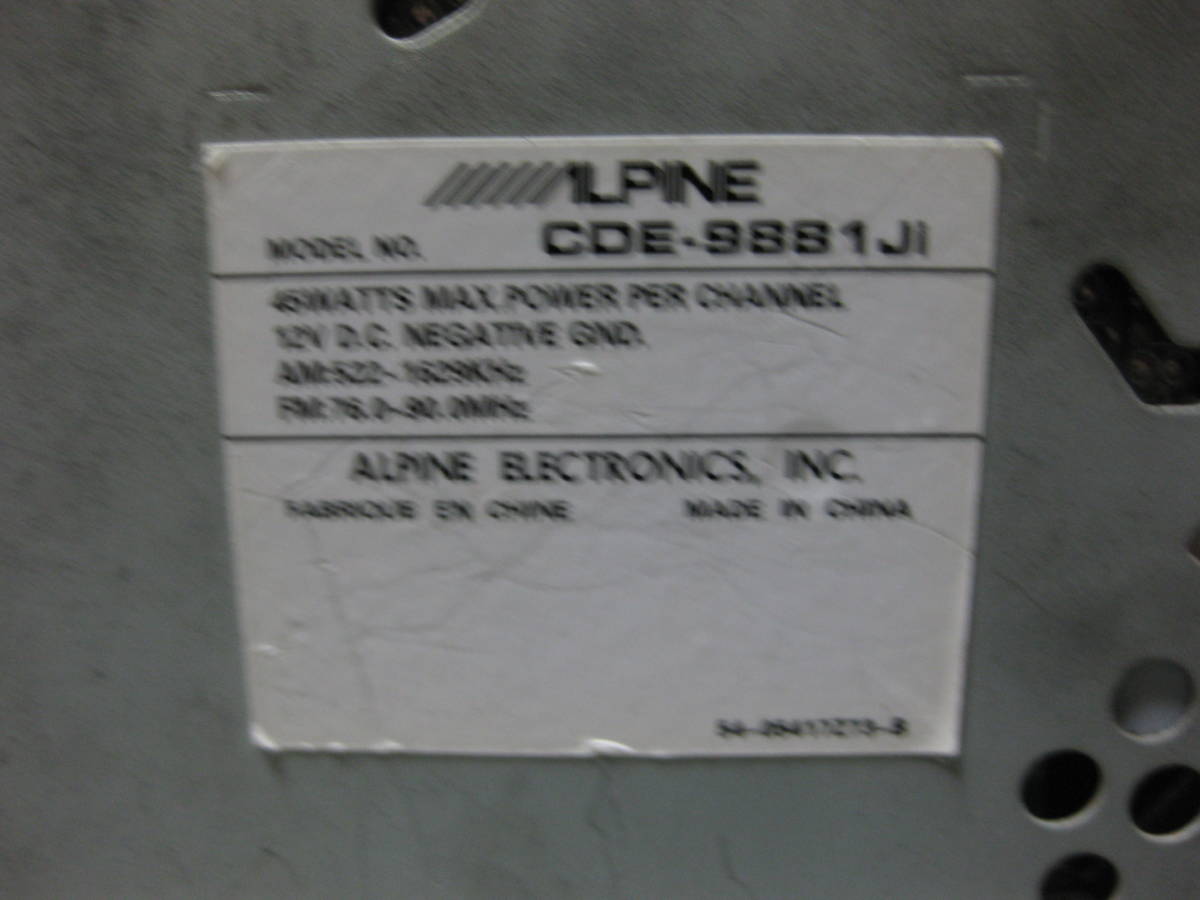 ALPINE
MODEL NO. CDE-9881Ji
45WATTS MAX.POWER PER CHANNEL
12V D.C. NEGATIVE GND.
AM:522~1629KHz
FM:76.0~90.0MHz
ALPINE ELECTRONICS, INC.
FABRIQUE EN CHINE MADE IN CHINA